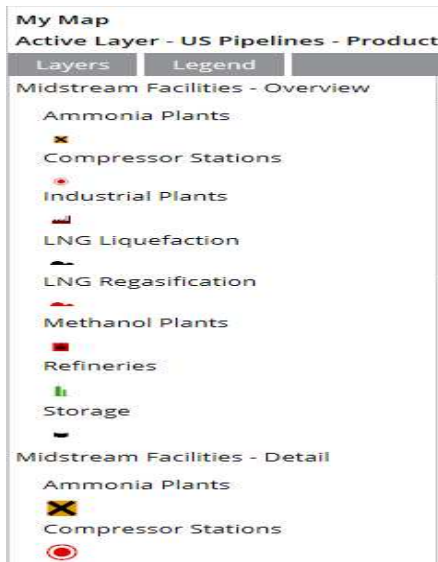 My Map
Active Layer - US Pipelines - Product
Layers Legend
Midstream Facilities - Overview
Ammonia Plants
Compressor Stations
Industrial Plants
LNG Liquefaction
LNG Regasification
Methanol Plants
Refineries
Storage
Midstream Facilities - Detail
Ammonia Plants
Compressor Stations